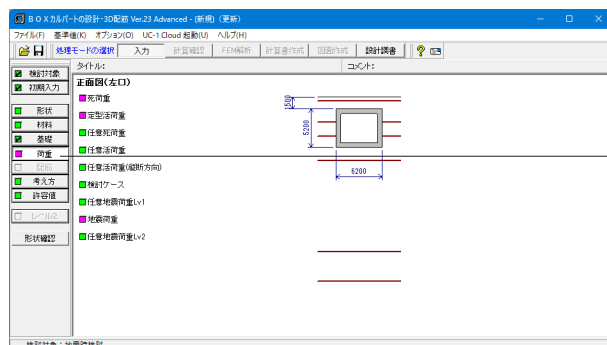 BOXカルバートの設計・3D配筋 Ver.23 Advanced - (新規) (更新)
ファイル(F) 基準値(K) オプション(O) UC-1 Cloud 起動(U) ヘルプ(H)
処理モードの選択 入力 計算確認 FEM解析 計算書作成 図面作成 設計調書
タイトル: コメント:
検討対象
初期入力
形状
材料
基礎
荷重
考え方
許容値
レベル2
形状確認
正面図(左口)
死荷重
定型活荷重
任意死荷重
任意活荷重
任意活荷重(縦断方向)
検討ケース
任意地震荷重Lv1
地震荷重
任意地震荷重Lv2
1500
5200
6200